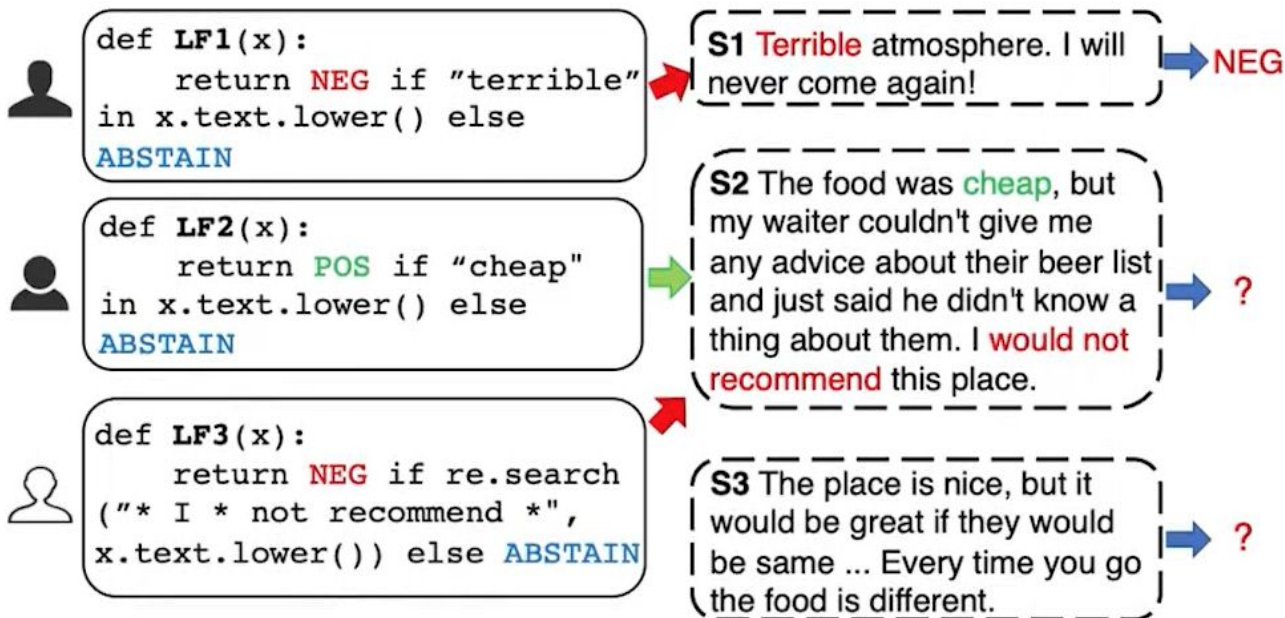 def LF1(x):
return NEG if ”terrible”
in x.text.lower() else
ABSTAIN
S1 Terrible atmosphere. I will
never come again!
NEG
def LF2(x):
return POS if “cheap"
in x.text.lower() else
ABSTAIN
S2 The food was cheap, but
my waiter couldn't give me
any advice about their beer list
and just said he didn't know a
thing about them. I would not
recommend this place.
?
def LF3(x):
return NEG if re.search
(”* I * not recommend *",
x.text.lower()) else ABSTAIN
S3 The place is nice, but it
would be great if they would
be same ... Every time you go
the food is different.
?